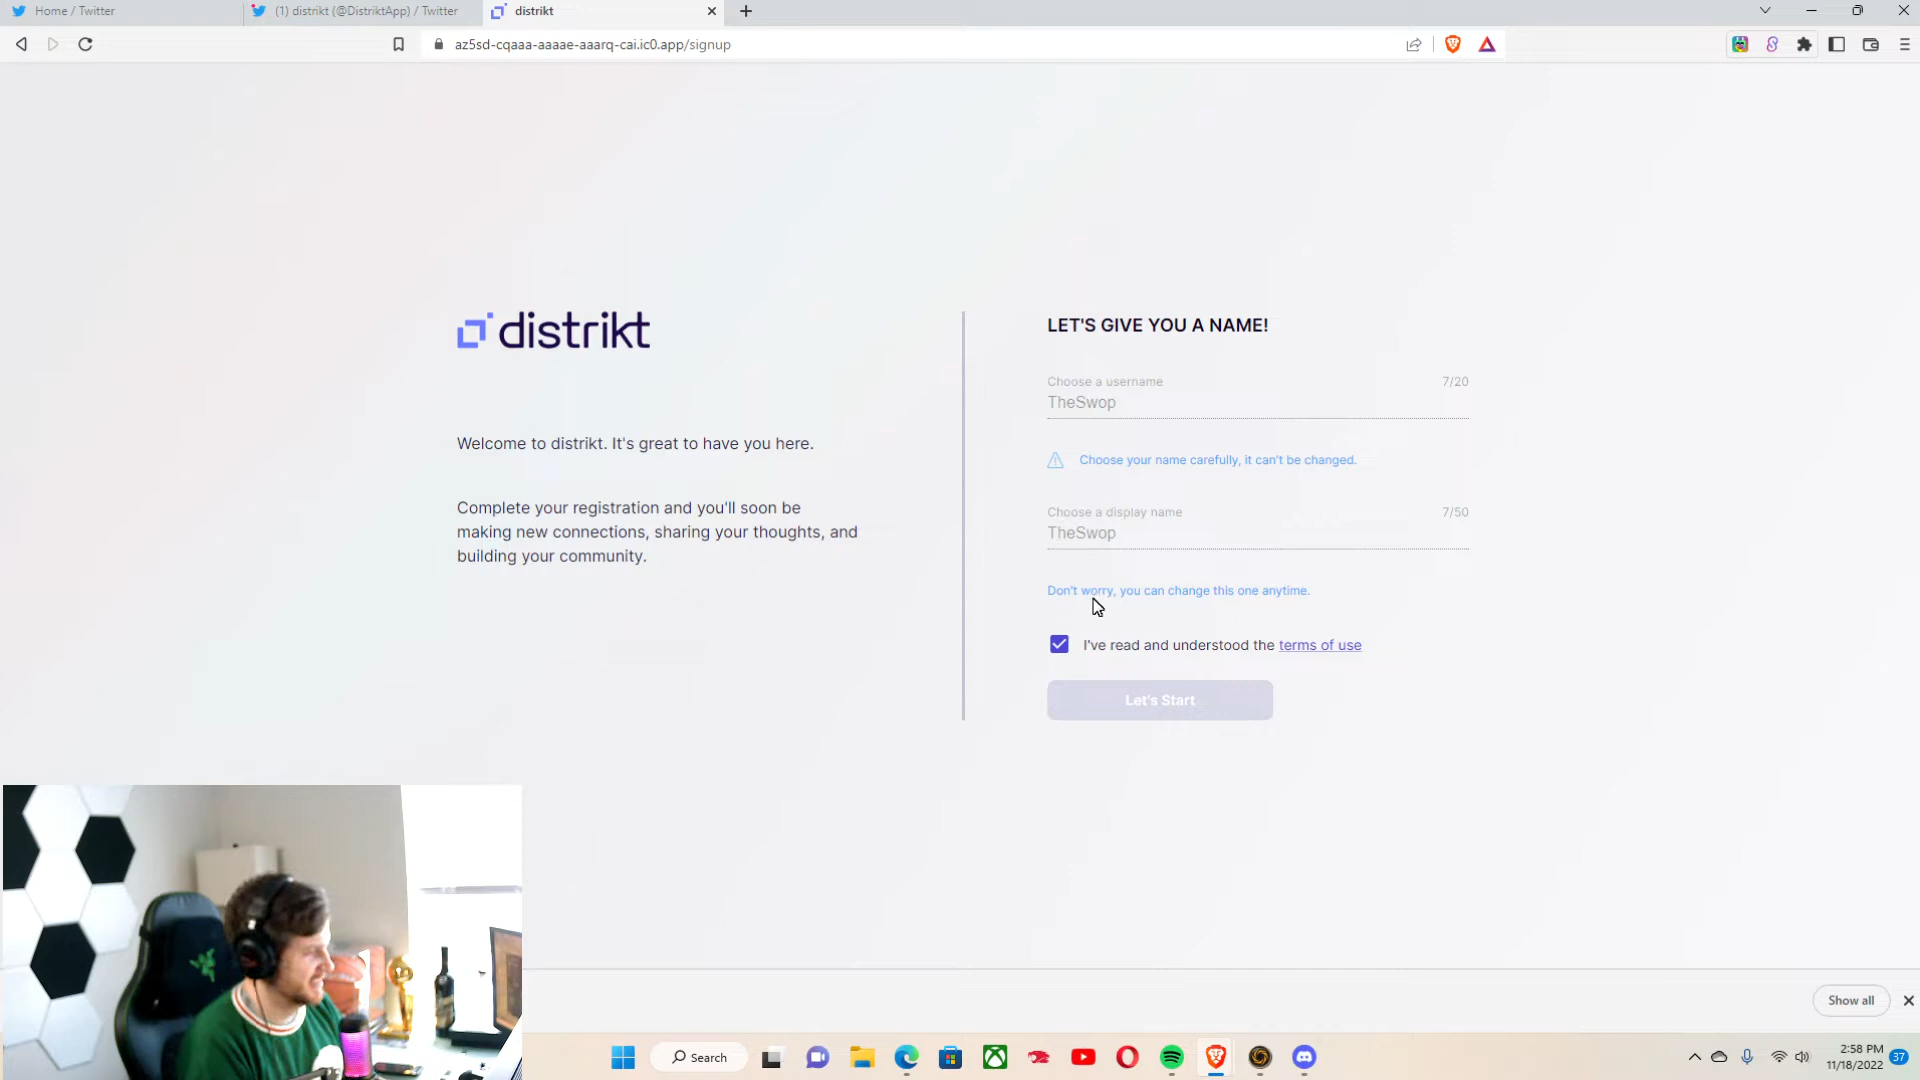 Home / Twitter
(1) distrikt (@DistriktApp) / Twitter
distrikt
az5sd-cqaaa-aaaae-aaarq-cai.ic0.app/signup
distrikt
Welcome to distrikt. It's great to have you here.
Complete your registration and you'll soon be
making new connections, sharing your thoughts, and
building your community.
LET'S GIVE YOU A NAME!
Choose a username 7/20
TheSwop
Choose your name carefully, it can't be changed.
Choose a display name 7/50
TheSwop
Don't worry, you can change this one anytime.
I've read and understood the terms of use
Let's Start
Show all
Search
2:58 PM
11/18/2022
37